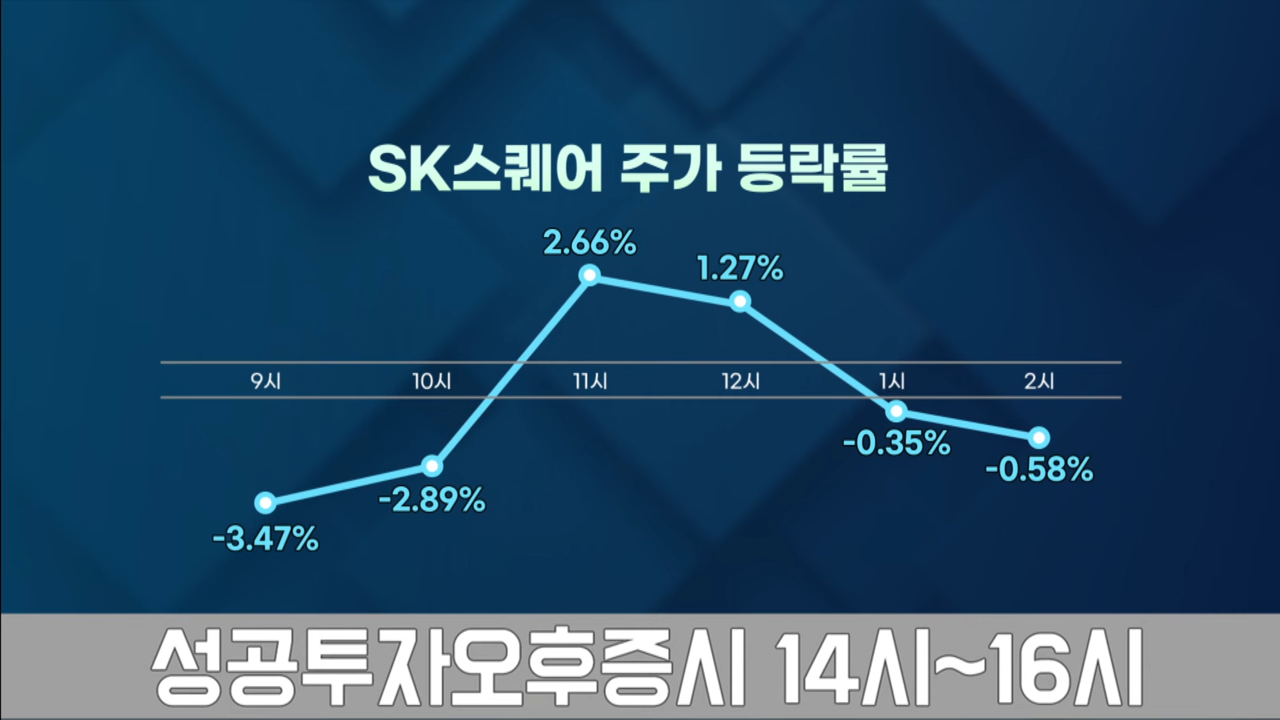 SK스퀘어 주가 등락률
2.66%
1.27%
9시 10시 11시 12시 1시 2시
-0.35%
-0.58%
-2.89%
-3.47%
성공투자오후증시 14시~16시